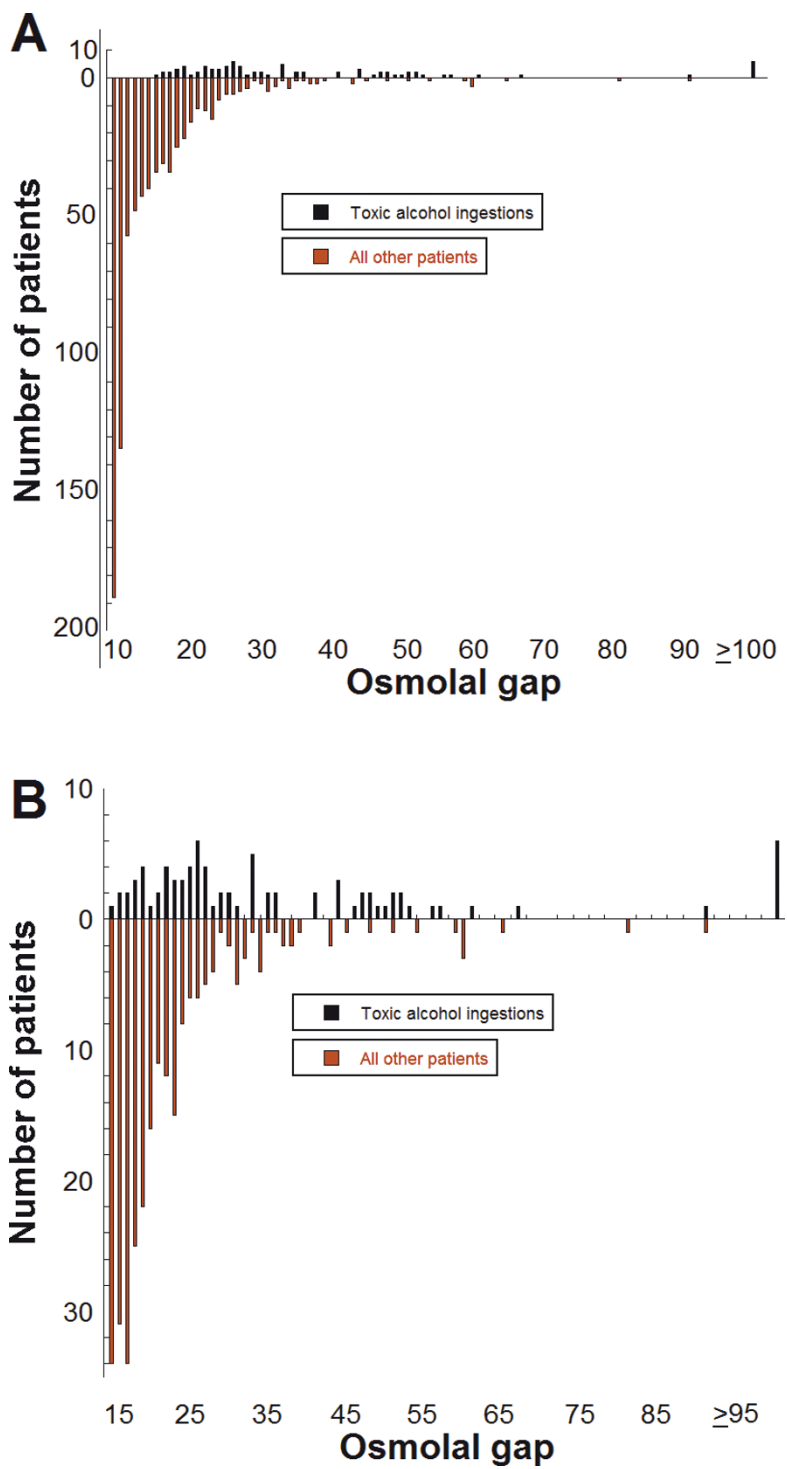 A
10
0
50
100
150
200
Number of patients
Toxic alcohol ingestions
All other patients
10 20 30 40 50 60 70 80 90 ≥100
Osmolal gap
B
10
0
10
20
30
Number of patients
Toxic alcohol ingestions
All other patients
15 25 35 45 55 65 75 85 ≥95
Osmolal gap